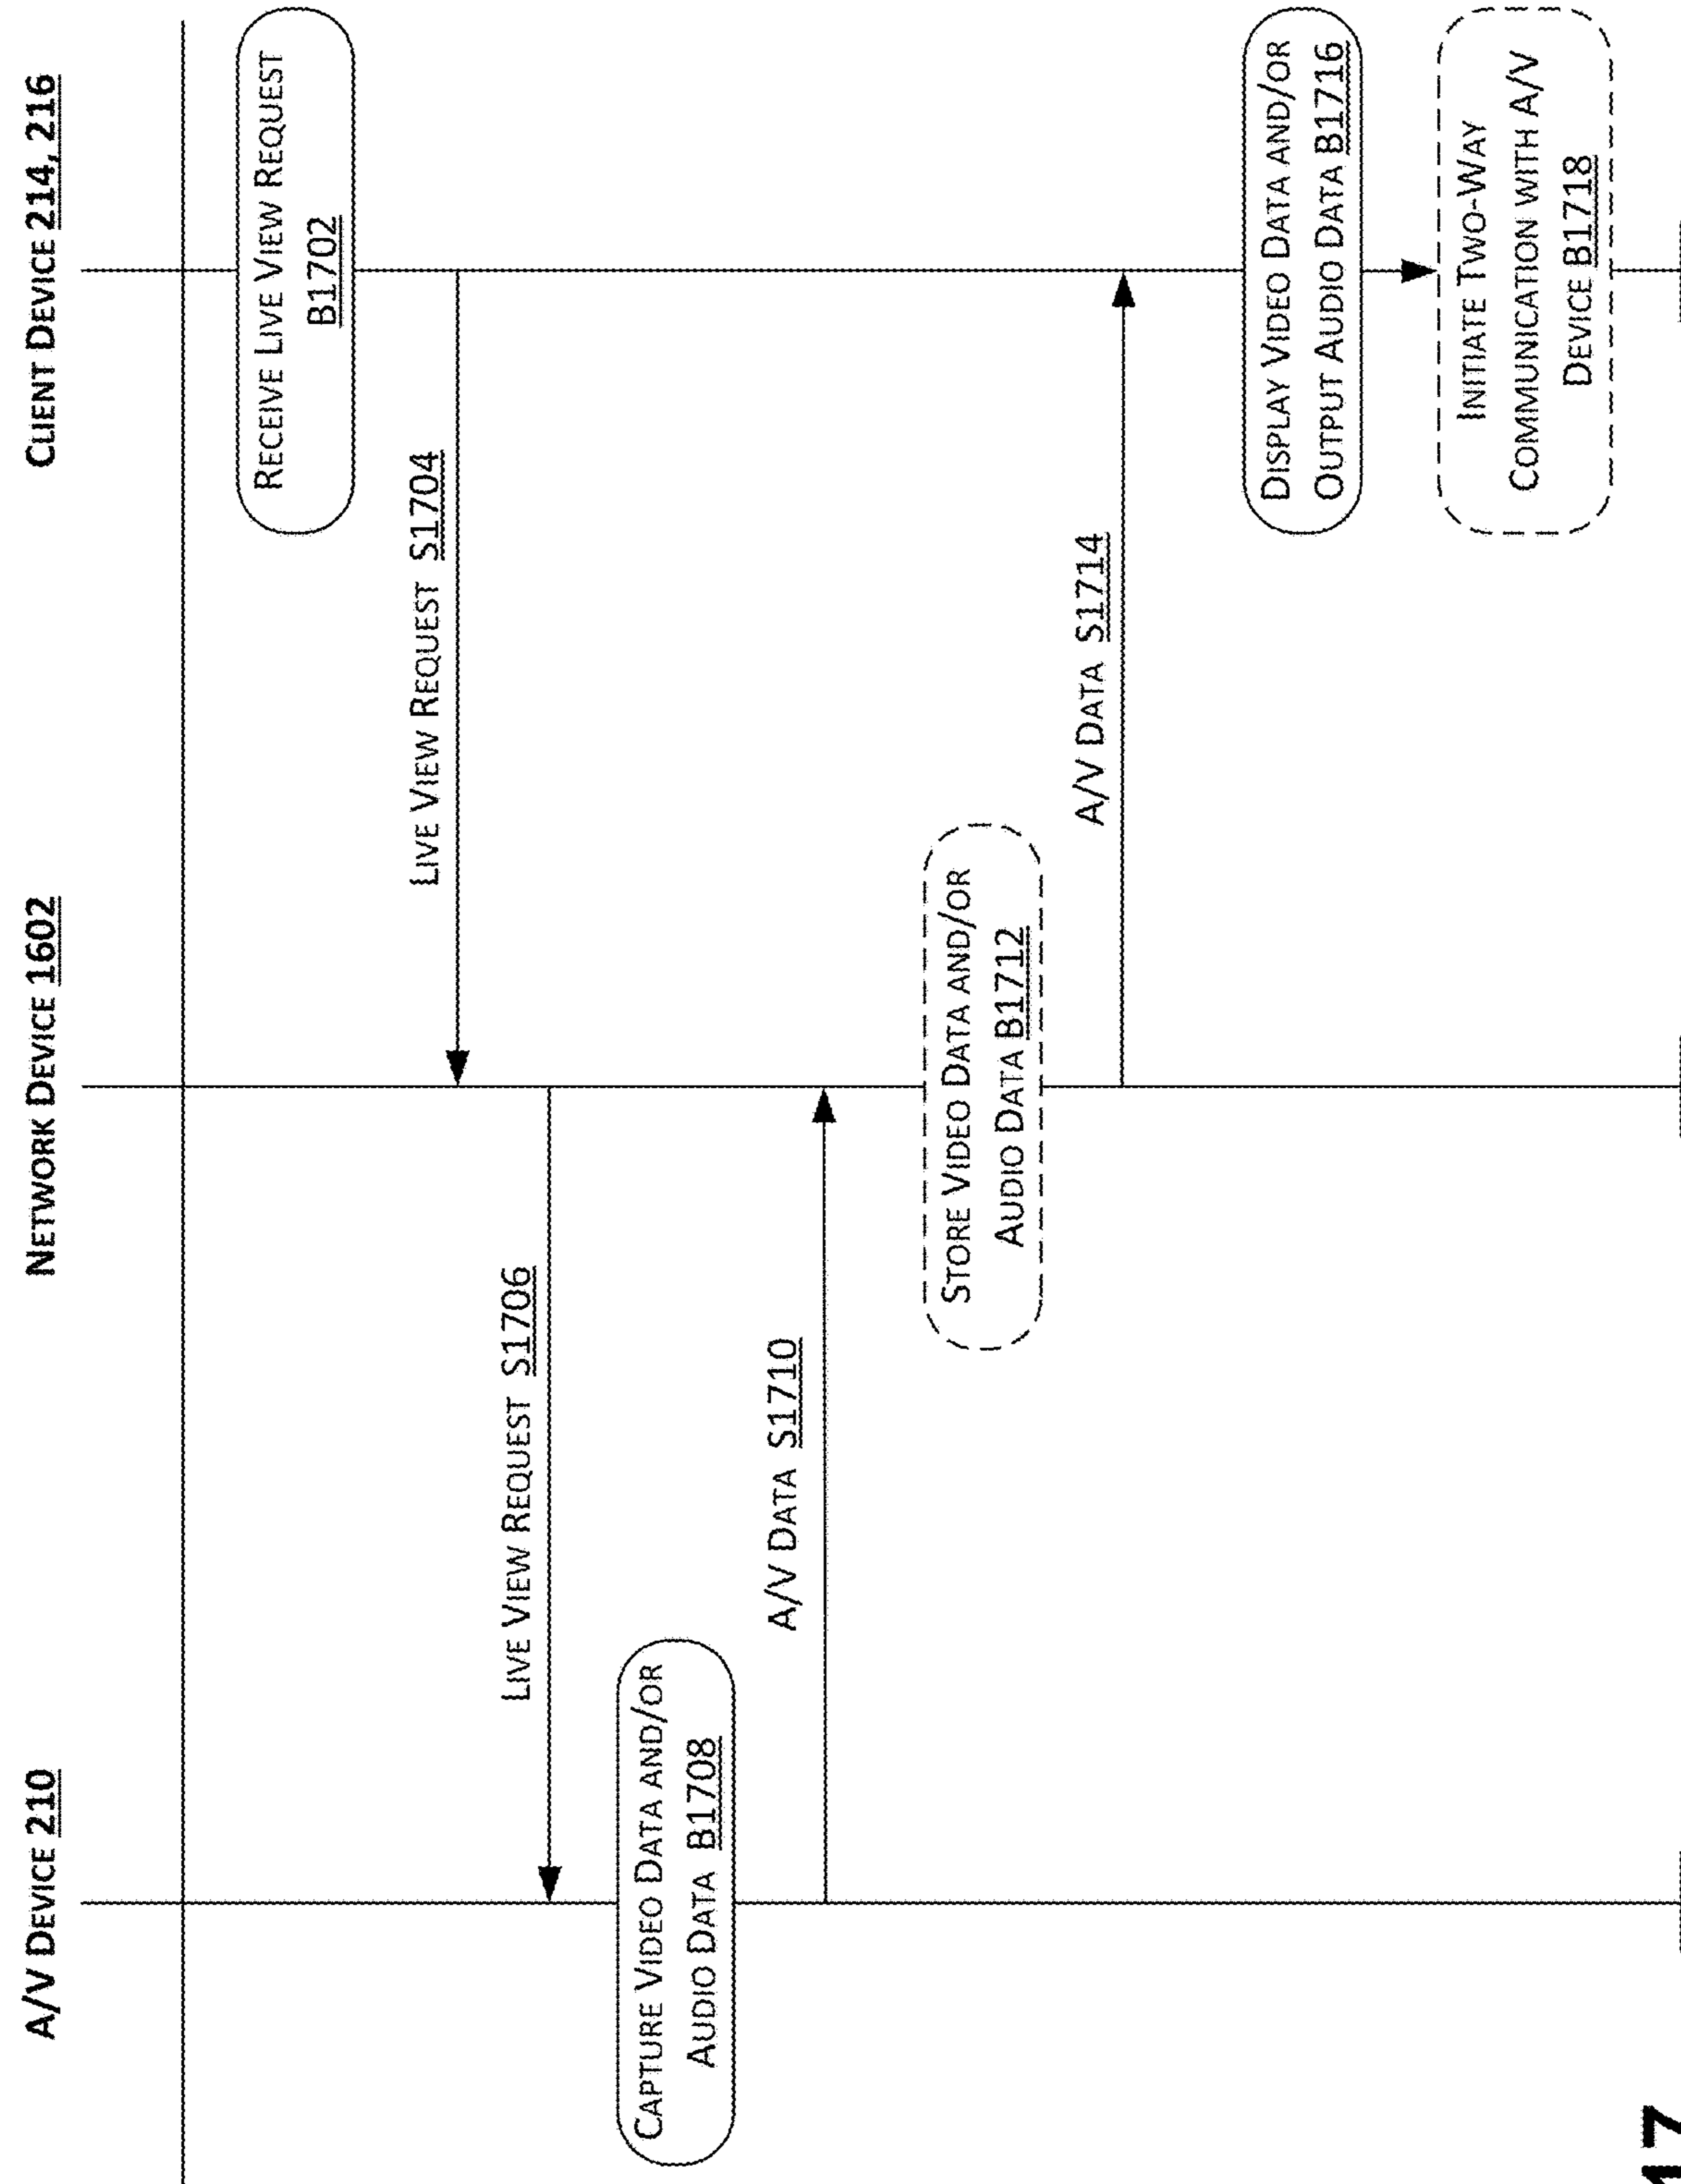 A/V DEVICE 210
NETWORK DEVICE 1602
CLIENT DEVICE 214, 216
RECEIVE LIVE VIEW REQUEST
B1702
LIVE VIEW REQUEST S1704
LIVE VIEW REQUEST S1706
CAPTURE VIDEO DATA AND/OR
AUDIO DATA B1708
A/V DATA S1710
STORE VIDEO DATA AND/OR
AUDIO DATA B1712
A/V DATA S1714
DISPLAY VIDEO DATA AND/OR
OUTPUT AUDIO DATA B1716
INITIATE TWO-WAY
COMMUNICATION WITH A/V
DEVICE B1718
17